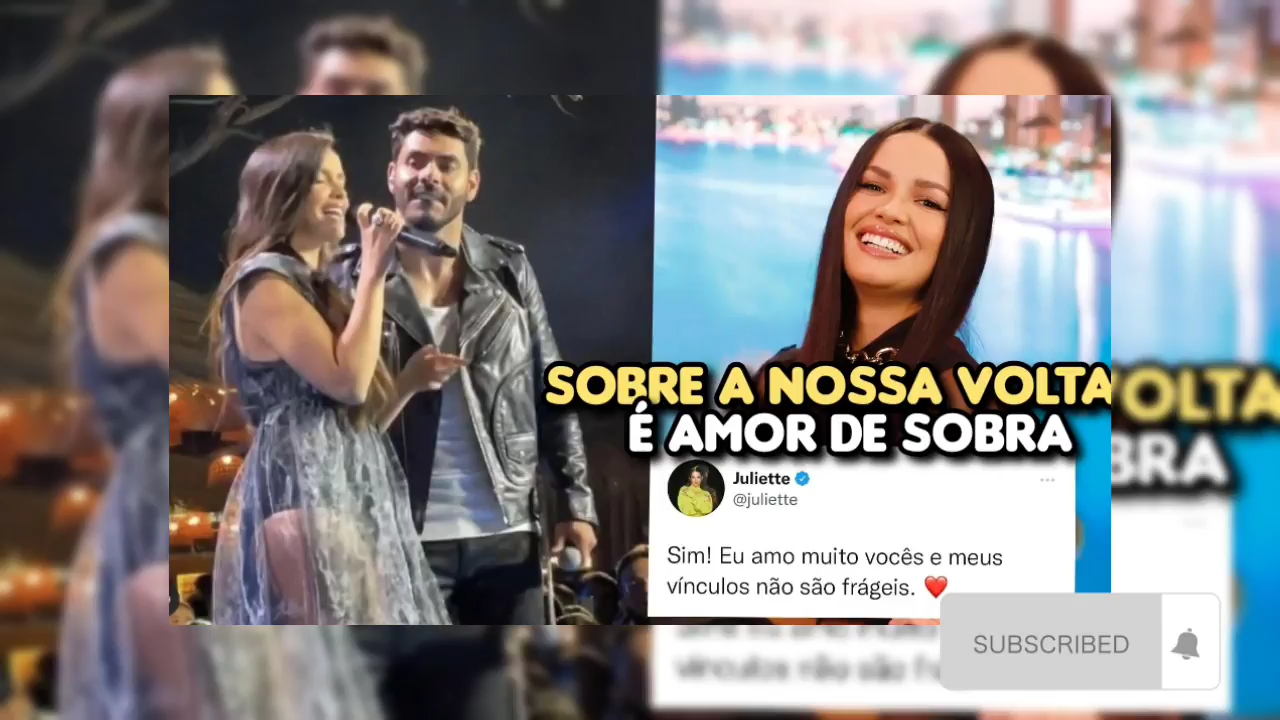 SOBRE A NOSSA VOLTA
É AMOR DE SOBRA
Juliette
@juliette
Sim! Eu amo muito vocês e meus
vínculos não são frágeis. ❤️
SUBSCRIBED